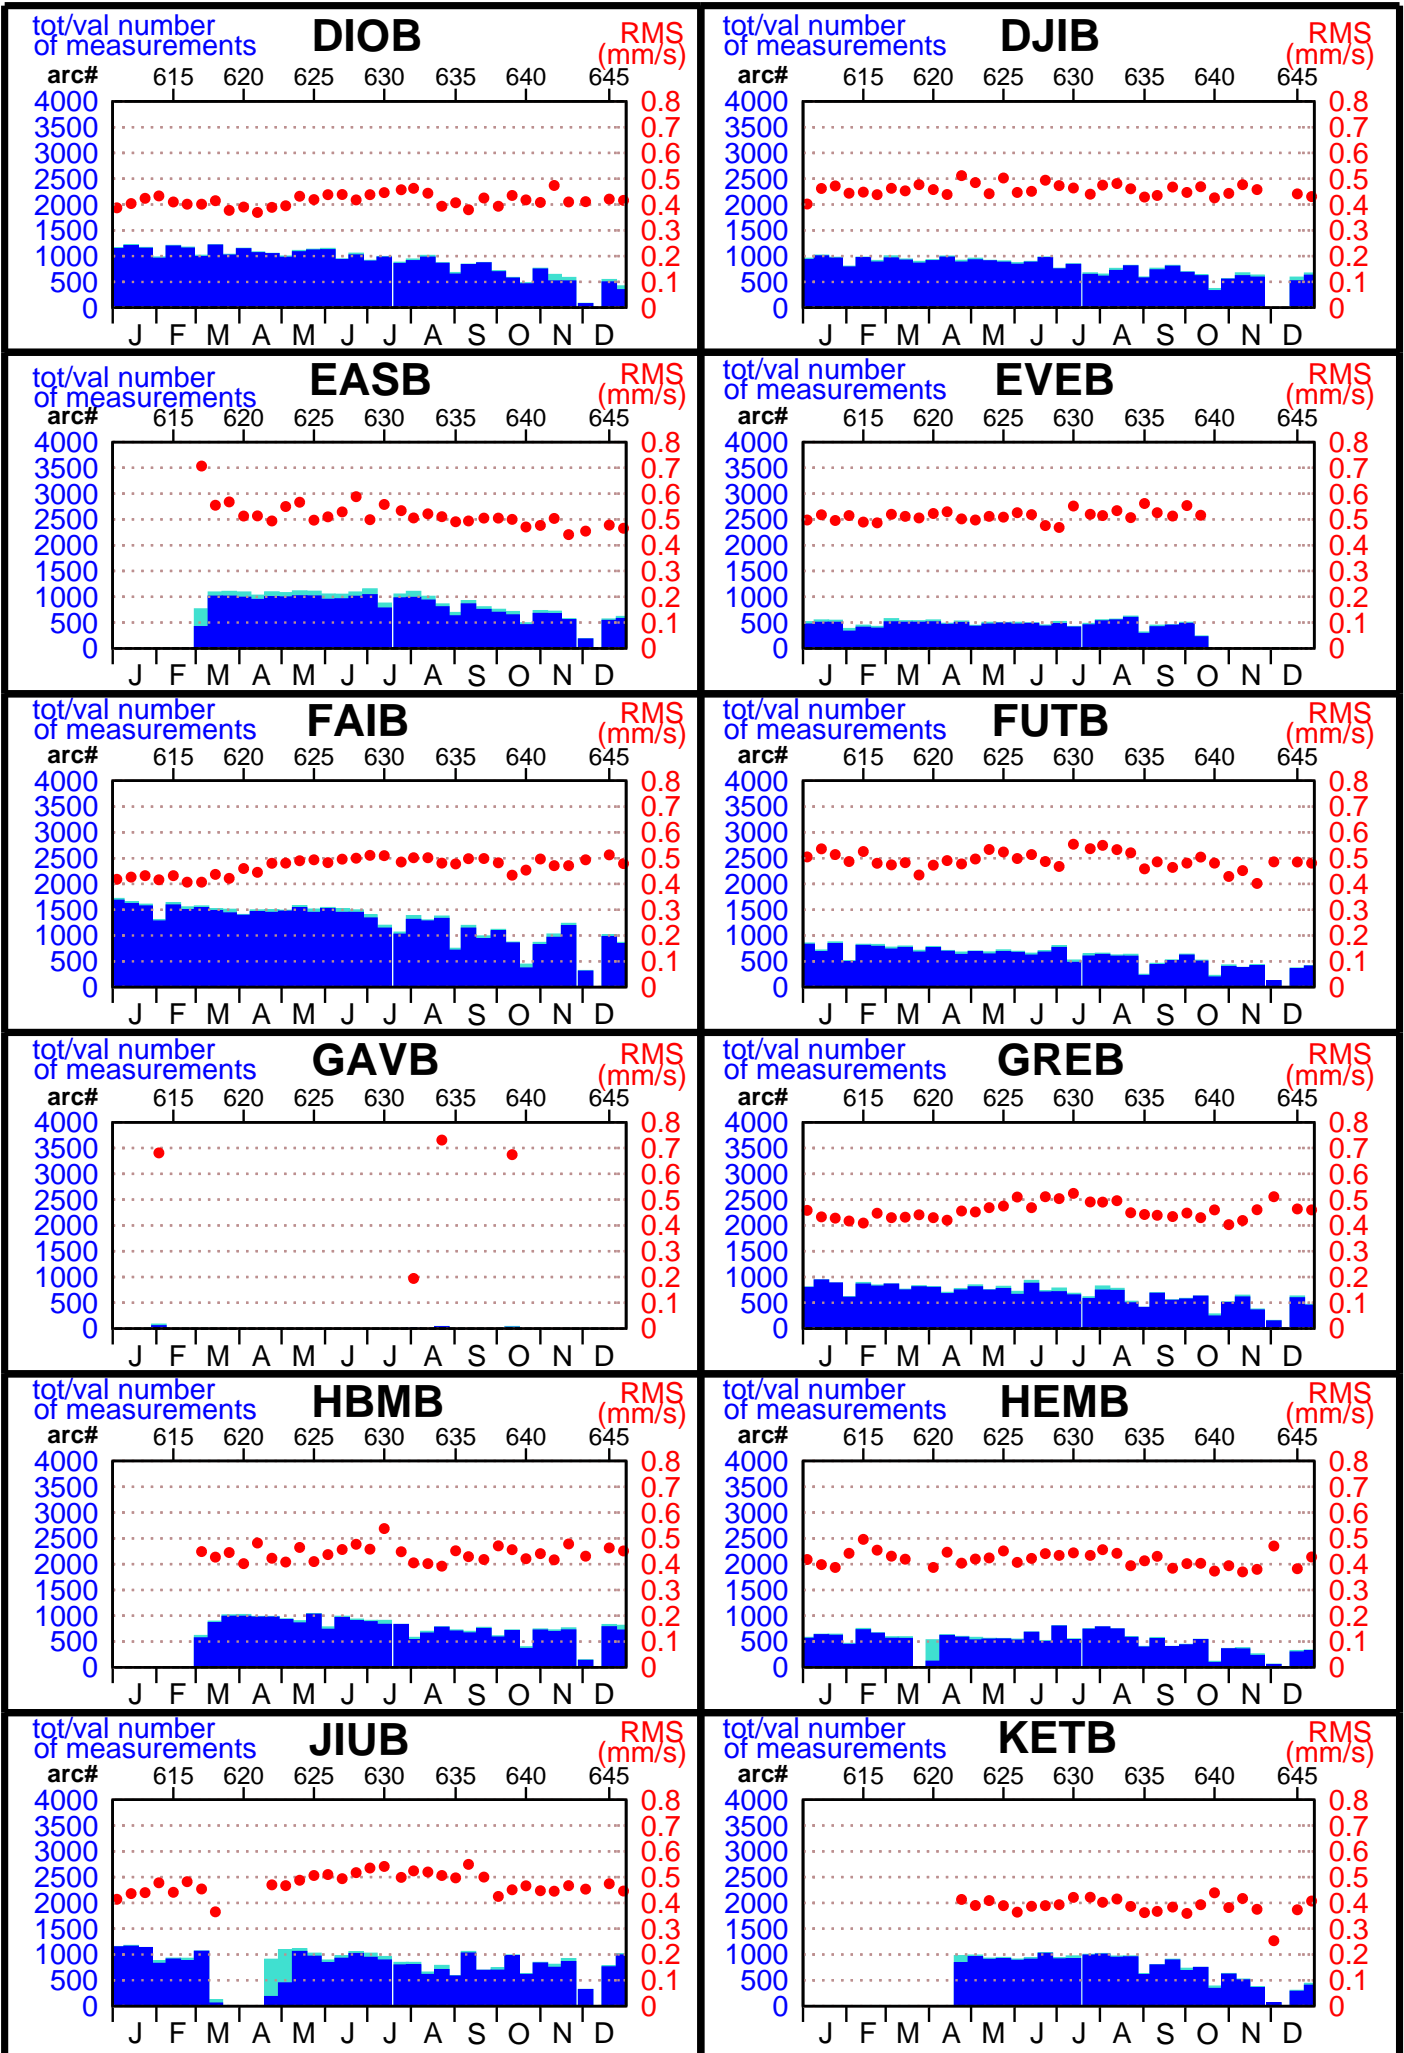 tot/val number
of measurements
DIOB
RMS
(mm/s)
arc# 615 620 625 630 635 640 645
4000 0.8
3500 0.7
3000 0.6
2500 0.5
2000 0.4
1500 0.3
1000 0.2
500 0.1
0 0
J F M A M J J A S O N D
tot/val number
of measurements
DJIB
RMS
(mm/s)
arc# 615 620 625 630 635 640 645
4000 0.8
3500 0.7
3000 0.6
2500 0.5
2000 0.4
1500 0.3
1000 0.2
500 0.1
0 0
J F M A M J J A S O N D
tot/val number
of measurements
EASB
RMS
(mm/s)
arc# 615 620 625 630 635 640 645
4000 0.8
3500 0.7
3000 0.6
2500 0.5
2000 0.4
1500 0.3
1000 0.2
500 0.1
0 0
J F M A M J J A S O N D
tot/val number
of measurements
EVEB
RMS
(mm/s)
arc# 615 620 625 630 635 640 645
4000 0.8
3500 0.7
3000 0.6
2500 0.5
2000 0.4
1500 0.3
1000 0.2
500 0.1
0 0
J F M A M J J A S O N D
tot/val number
of measurements
FAIB
RMS
(mm/s)
arc# 615 620 625 630 635 640 645
4000 0.8
3500 0.7
3000 0.6
2500 0.5
2000 0.4
1500 0.3
1000 0.2
500 0.1
0 0
J F M A M J J A S O N D
tot/val number
of measurements
FUTB
RMS
(mm/s)
arc# 615 620 625 630 635 640 645
4000 0.8
3500 0.7
3000 0.6
2500 0.5
2000 0.4
1500 0.3
1000 0.2
500 0.1
0 0
J F M A M J J A S O N D
tot/val number
of measurements
GAVB
RMS
(mm/s)
arc# 615 620 625 630 635 640 645
4000 0.8
3500 0.7
3000 0.6
2500 0.5
2000 0.4
1500 0.3
1000 0.2
500 0.1
0 0
J F M A M J J A S O N D
tot/val number
of measurements
GREB
RMS
(mm/s)
arc# 615 620 625 630 635 640 645
4000 0.8
3500 0.7
3000 0.6
2500 0.5
2000 0.4
1500 0.3
1000 0.2
500 0.1
0 0
J F M A M J J A S O N D
tot/val number
of measurements
HBMB
RMS
(mm/s)
arc# 615 620 625 630 635 640 645
4000 0.8
3500 0.7
3000 0.6
2500 0.5
2000 0.4
1500 0.3
1000 0.2
500 0.1
0 0
J F M A M J J A S O N D
tot/val number
of measurements
HEMB
RMS
(mm/s)
arc# 615 620 625 630 635 640 645
4000 0.8
3500 0.7
3000 0.6
2500 0.5
2000 0.4
1500 0.3
1000 0.2
500 0.1
0 0
J F M A M J J A S O N D
tot/val number
of measurements
JIUB
RMS
(mm/s)
arc# 615 620 625 630 635 640 645
4000 0.8
3500 0.7
3000 0.6
2500 0.5
2000 0.4
1500 0.3
1000 0.2
500 0.1
0 0
J F M A M J J A S O N D
tot/val number
of measurements
KETB
RMS
(mm/s)
arc# 615 620 625 630 635 640 645
4000 0.8
3500 0.7
3000 0.6
2500 0.5
2000 0.4
1500 0.3
1000 0.2
500 0.1
0 0
J F M A M J J A S O N D